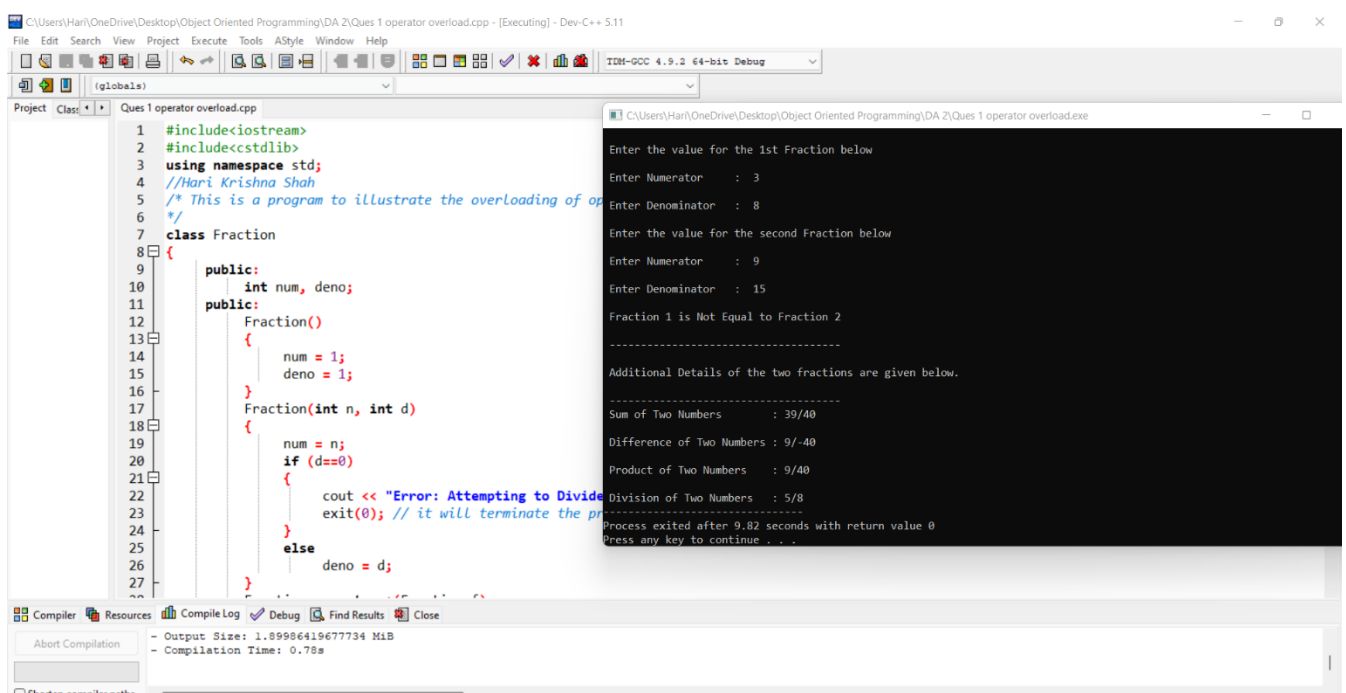 C:\Users\Hari\OneDrive\Desktop\Object Oriented Programming\DA 2\Ques 1 operator overload.cpp - [Executing] - Dev-C++ 5.11
File Edit Search View Project Execute Tools AStyle Window Help
TDM-GCC 4.9.2 64-bit Debug
(globals)
Project Class
Ques 1 operator overload.cpp
1 #include<iostream>
2 #include<cstdlib>
3 using namespace std;
4 //Hari Krishna Shah
5 /* This is a program to illustrate the overloading of op
6 */
7 class Fraction
8 {
9 public:
10 int num, deno;
11 public:
12 Fraction()
13 {
14 num = 1;
15 deno = 1;
16 }
17 Fraction(int n, int d)
18 {
19 num = n;
20 if (d==0)
21 {
22 cout << "Error: Attempting to Divide
23 exit(0); // it will terminate the pr
24 }
25 else
26 deno = d;
27 }
C:\Users\Hari\OneDrive\Desktop\Object Oriented Programming\DA 2\Ques 1 operator overload.exe
Enter the value for the 1st Fraction below
Enter Numerator : 3
Enter Denominator : 8
Enter the value for the second Fraction below
Enter Numerator : 9
Enter Denominator : 15
Fraction 1 is Not Equal to Fraction 2
-------------------------------------
Additional Details of the two fractions are given below.
-------------------------------------
Sum of Two Numbers : 39/40
Difference of Two Numbers : 9/-40
Product of Two Numbers : 9/40
Division of Two Numbers : 5/8
--------------------------------
Process exited after 9.82 seconds with return value 0
Press any key to continue . . .
Compiler Resources Compile Log Debug Find Results Close
Abort Compilation
- Output Size: 1.89986419677734 MiB
- Compilation Time: 0.78s